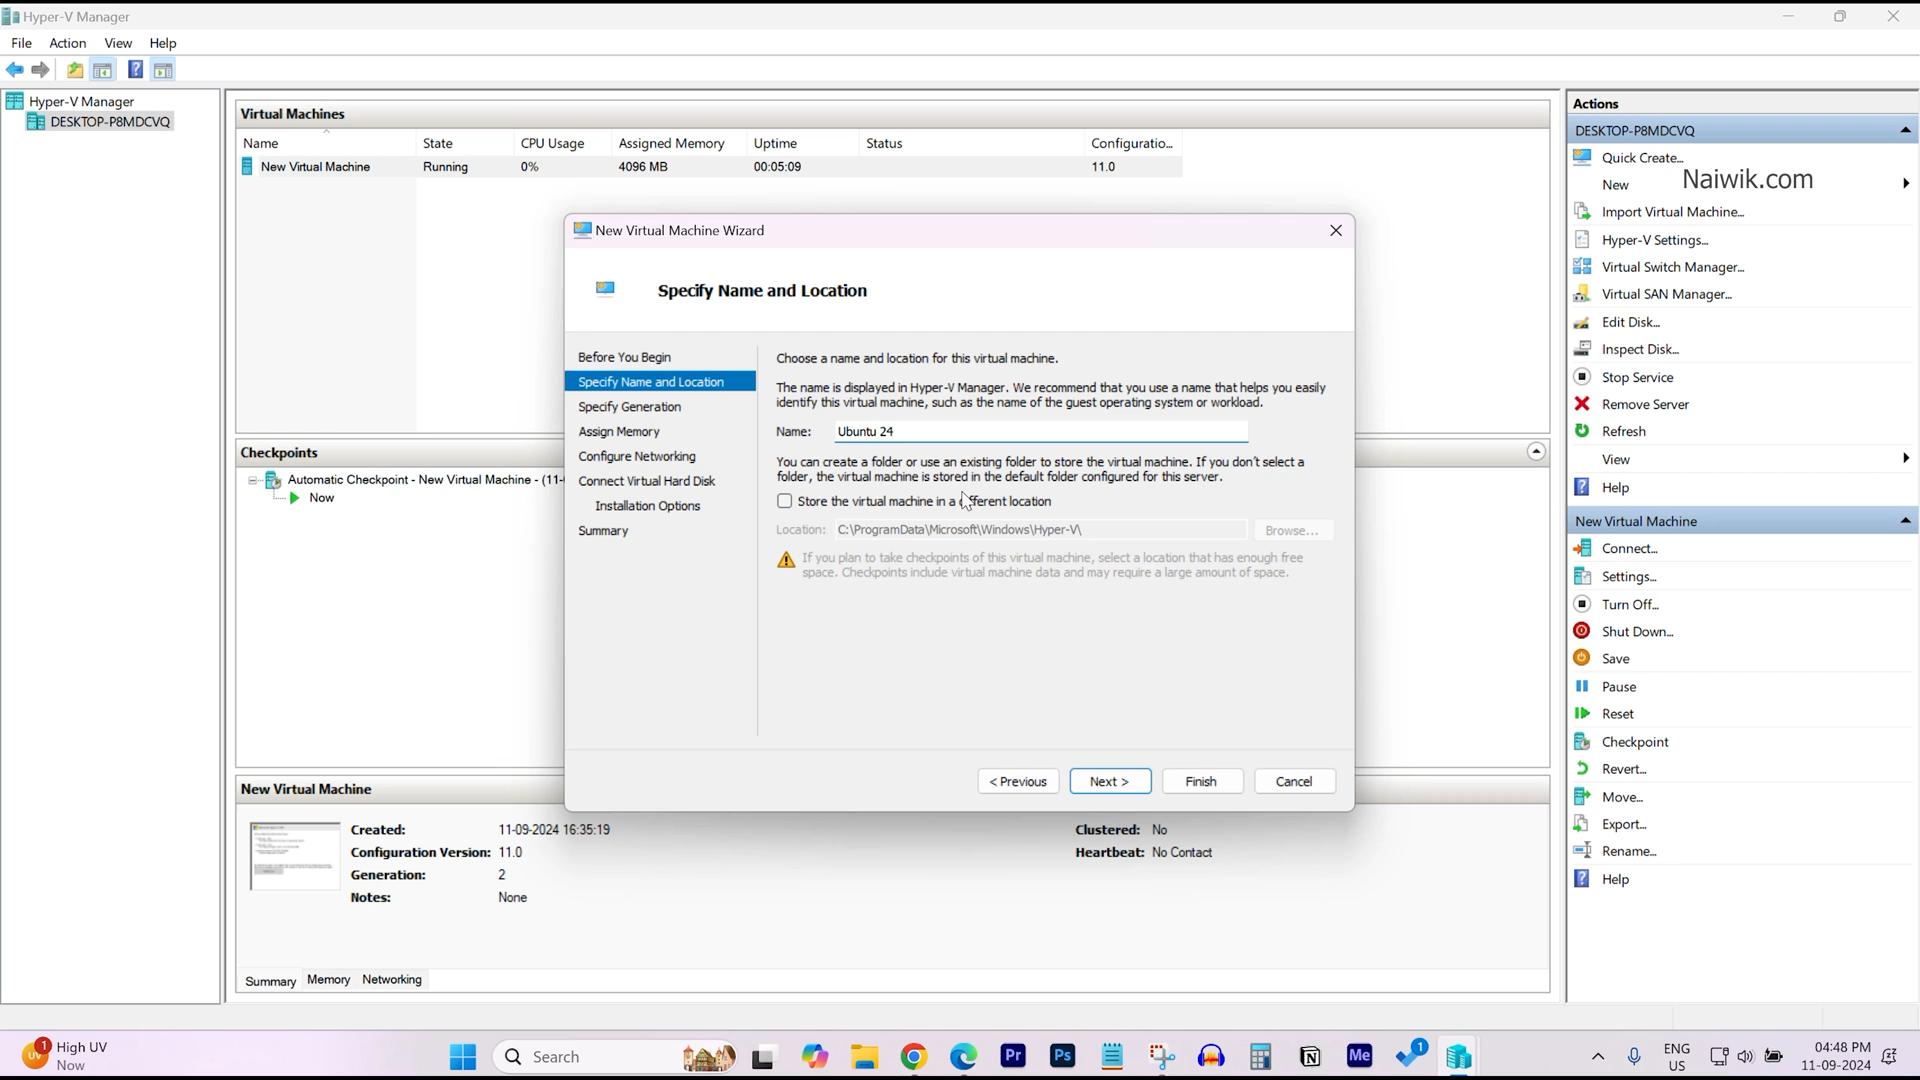 Hyper-V Manager
File Action View Help
Hyper-V Manager
DESKTOP-P8MDCVQ
Virtual Machines
Name State CPU Usage Assigned Memory Uptime Status Configuratio...
New Virtual Machine Running 0% 4096 MB 00:05:09 11.0
Checkpoints
Automatic Checkpoint - New Virtual Machine - (11-
Now
New Virtual Machine Wizard
Specify Name and Location
Before You Begin
Specify Name and Location
Specify Generation
Assign Memory
Configure Networking
Connect Virtual Hard Disk
Installation Options
Summary
Choose a name and location for this virtual machine.
The name is displayed in Hyper-V Manager. We recommend that you use a name that helps you easily
identify this virtual machine, such as the name of the guest operating system or workload.
Name: Ubuntu 24
You can create a folder or use an existing folder to store the virtual machine. If you don't select a
folder, the virtual machine is stored in the default folder configured for this server.
Store the virtual machine in a different location
Location: C:\ProgramData\Microsoft\Windows\Hyper-V\ Browse...
If you plan to take checkpoints of this virtual machine, select a location that has enough free
space. Checkpoints include virtual machine data and may require a large amount of space.
< Previous Next > Finish Cancel
New Virtual Machine
Created: 11-09-2024 16:35:19 Clustered: No
Configuration Version: 11.0 Heartbeat: No Contact
Generation: 2
Notes: None
Summary Memory Networking
Actions
DESKTOP-P8MDCVQ
Quick Create...
Naiwik.com
New
Import Virtual Machine...
Hyper-V Settings...
Virtual Switch Manager...
Virtual SAN Manager...
Edit Disk...
Inspect Disk...
Stop Service
Remove Server
Refresh
View
Help
New Virtual Machine
Connect...
Settings...
Turn Off...
Shut Down...
Save
Pause
Reset
Checkpoint
Revert...
Move...
Export...
Rename...
Help
UV 1 High UV
Now
Search
Pr Ps N Me 1
ENG
US
04:48 PM
11-09-2024